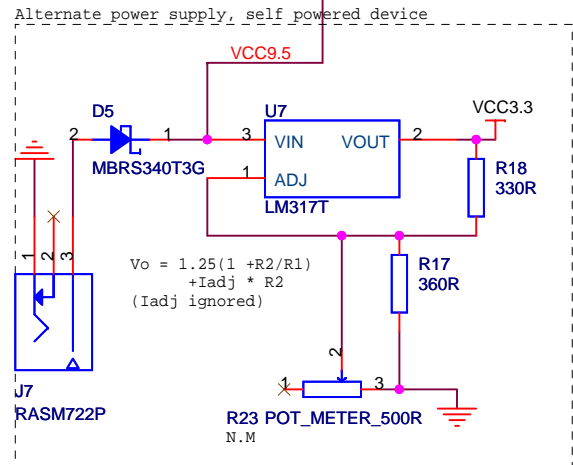 Alternate power supply, self powered device
VCC9.5
D5
U7
VCC3.3
2
1
3
VIN
VOUT
2
MBRS340T3G
1
ADJ
R18
330R
LM317T
1
2
3
Vo = 1.25(1 +R2/R1)
+Iadj * R2
(Iadj ignored)
R17
360R
2
1
3
J7
RASM722P
R23 POT_METER_500R
N.M